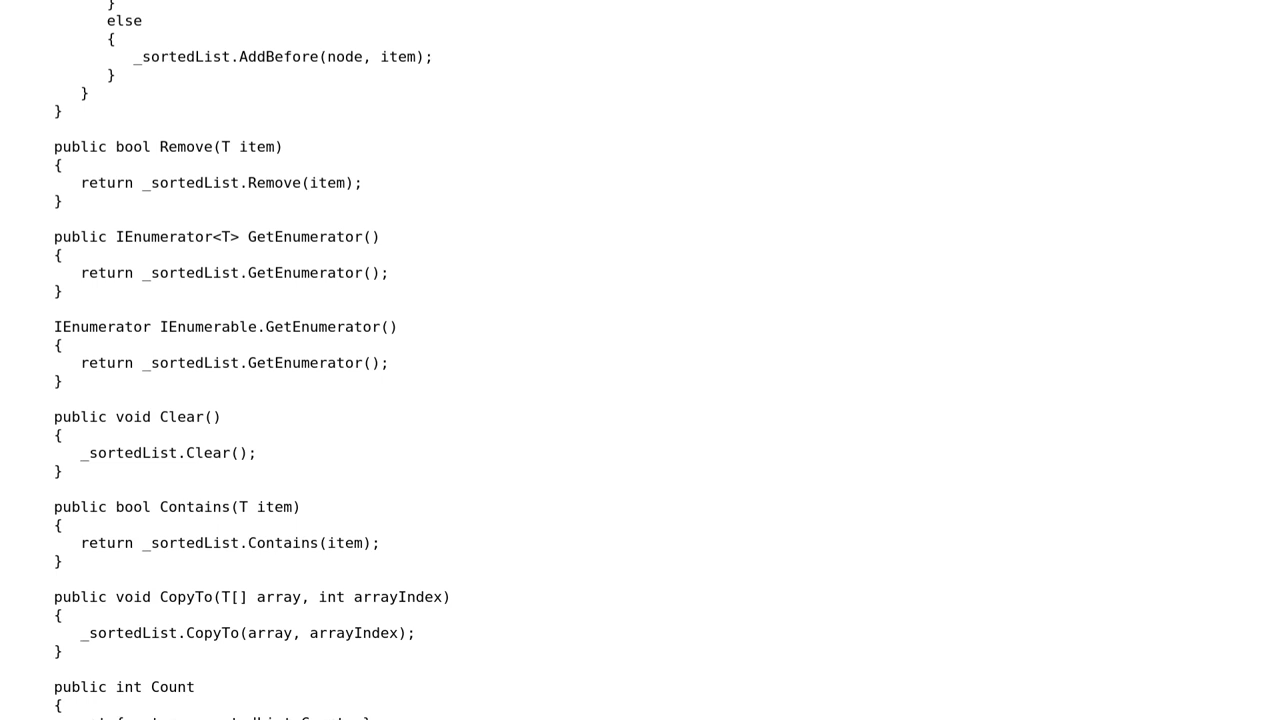 }
else
{
_sortedList.AddBefore(node, item);
}
}
}
public bool Remove(T item)
{
return _sortedList.Remove(item);
}
public IEnumerator<T> GetEnumerator()
{
return _sortedList.GetEnumerator();
}
IEnumerator IEnumerable.GetEnumerator()
{
return _sortedList.GetEnumerator();
}
public void Clear()
{
_sortedList.Clear();
}
public bool Contains(T item)
{
return _sortedList.Contains(item);
}
public void CopyTo(T[] array, int arrayIndex)
{
_sortedList.CopyTo(array, arrayIndex);
}
public int Count
{